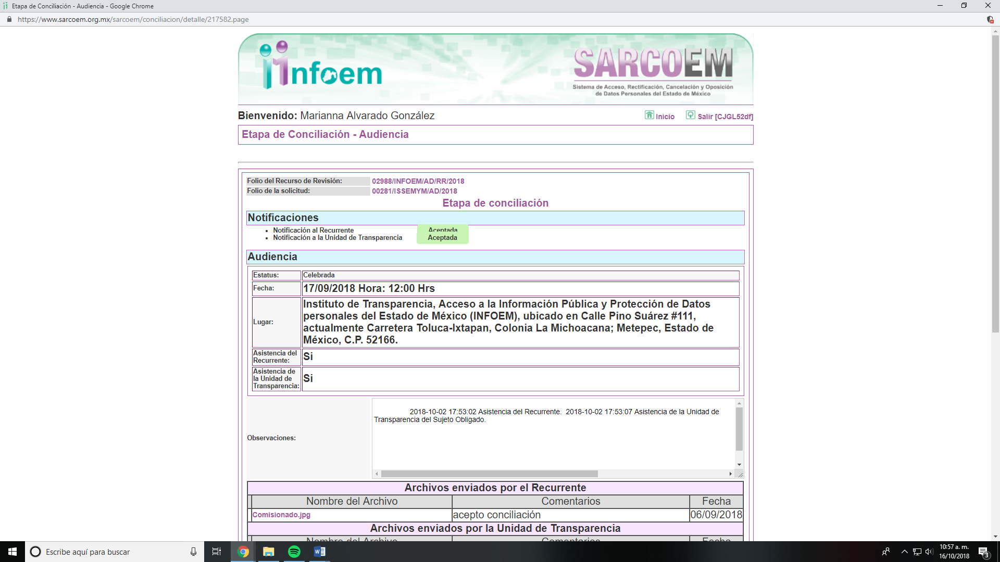 Etapa de Conciliación - Audiencia - Google Chrome
https://www.sarcoem.org.mx/sarcoem/conciliacion/detalle/217582.page
infoem
SARCOEM
Sistema de Acceso, Rectificación, Cancelación y Oposición
de Datos Personales del Estado de México
Bienvenido: Marianna Alvarado González
Inicio
Salir [CJGL52df]
Etapa de Conciliación - Audiencia
Folio del Recurso de Revisión: 02988/INFOEM/AD/RR/2018
Folio de la solicitud: 00281/ISSEMYM/AD/2018
Etapa de conciliación
Notificaciones
• Notificación al Recurrente Aceptada
• Notificación a la Unidad de Transparencia Aceptada
Audiencia
Estatus: Celebrada
Fecha: 17/09/2018 Hora: 12:00 Hrs
Lugar:
Instituto de Transparencia, Acceso a la Información Pública y Protección de Datos
personales del Estado de México (INFOEM), ubicado en Calle Pino Suárez #111,
actualmente Carretera Toluca-Ixtapan, Colonia La Michoacana; Metepec, Estado de
México, C.P. 52166.
Asistencia del
Recurrente:
Si
Asistencia de
la Unidad de
Transparencia:
Si
Observaciones:
2018-10-02 17:53:02 Asistencia del Recurrente. 2018-10-02 17:53:07 Asistencia de la Unidad de
Transparencia del Sujeto Obligado.
Archivos enviados por el Recurrente
Nombre del Archivo Comentarios Fecha
Comisionado.jpg acepto conciliación 06/09/2018
Archivos enviados por la Unidad de Transparencia
Nombre del Archivo Comentarios Fecha
Escribe aquí para buscar
10:57 a. m.
16/10/2018
3